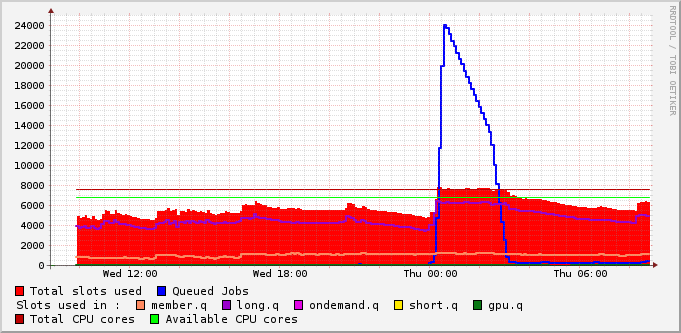 24000
22000
20000
18000
16000
14000
12000
10000
8000
6000
4000
2000
0
Wed 12:00 Wed 18:00 Thu 00:00 Thu 06:00
Total slots used Queued Jobs
Slots used in : member.q long.q ondemand.q short.q gpu.q
Total CPU cores Available CPU cores
RRDTOOL / TOBI OETIKER